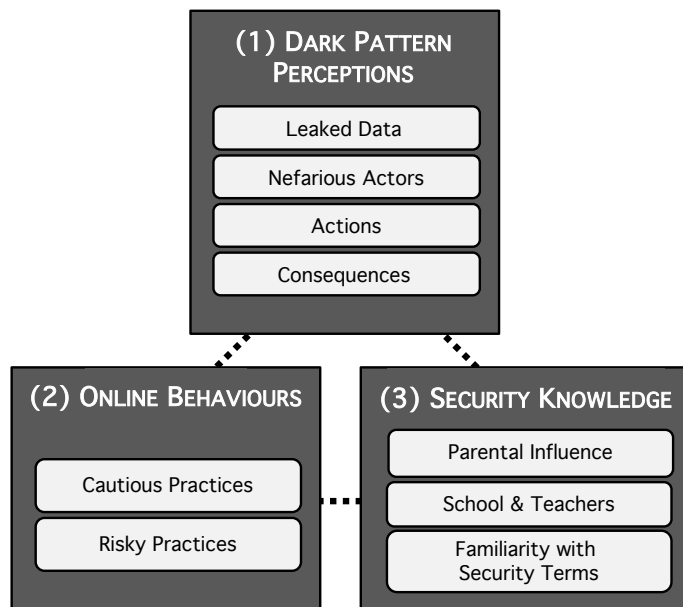 (1) DARK PATTERN
PERCEPTIONS
Leaked Data
Nefarious Actors
Actions
Consequences
(2) ONLINE BEHAVIOURS
Cautious Practices
Risky Practices
(3) SECURITY KNOWLEDGE
Parental Influence
School & Teachers
Familiarity with
Security Terms